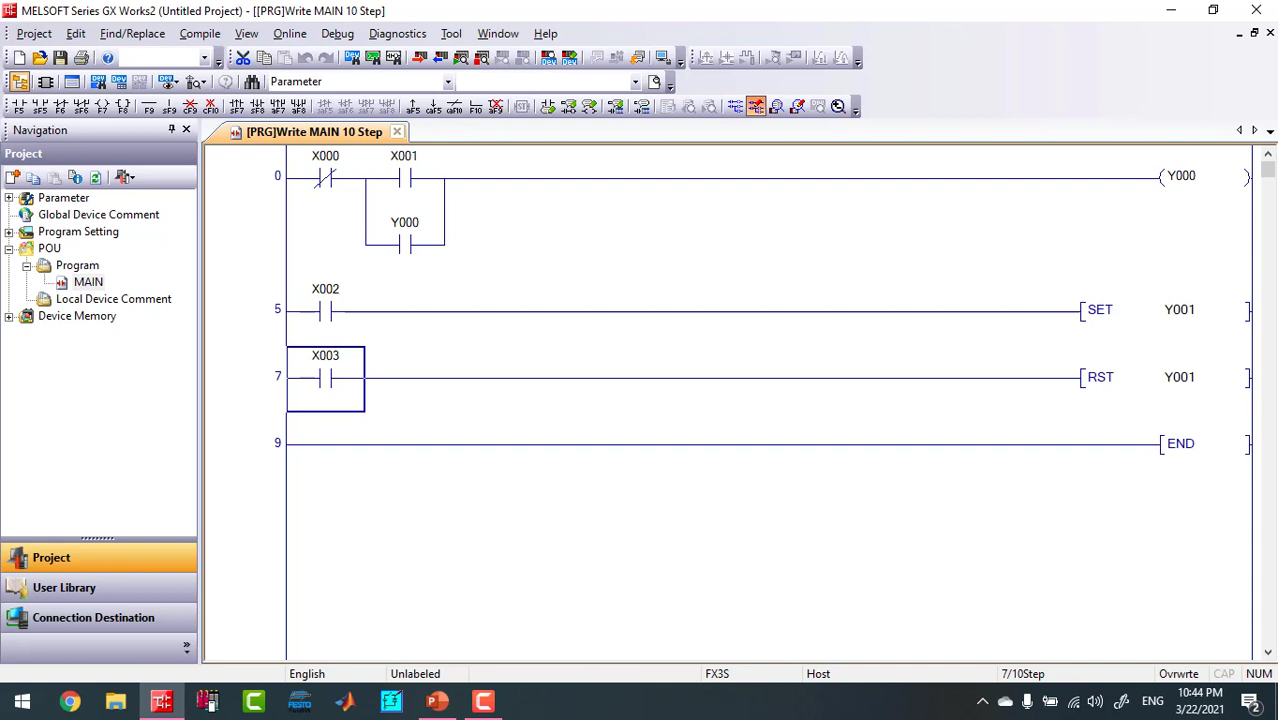 MELSOFT Series GX Works2 (Untitled Project) - [[PRG]Write MAIN 10 Step]
Project Edit Find/Replace Compile View Online Debug Diagnostics Tool Window Help
Parameter
Navigation
[PRG]Write MAIN 10 Step
Project
Parameter
Global Device Comment
Program Setting
POU
Program
MAIN
Local Device Comment
Device Memory
Project
User Library
Connection Destination
X000 X001
0 Y000
Y000
X002
5 SET Y001
X003
7 RST Y001
9 END
English Unlabeled FX3S Host 7/10Step Ovrwrte CAP NUM
FESTO
ENG
10:44 PM
3/22/2021
2